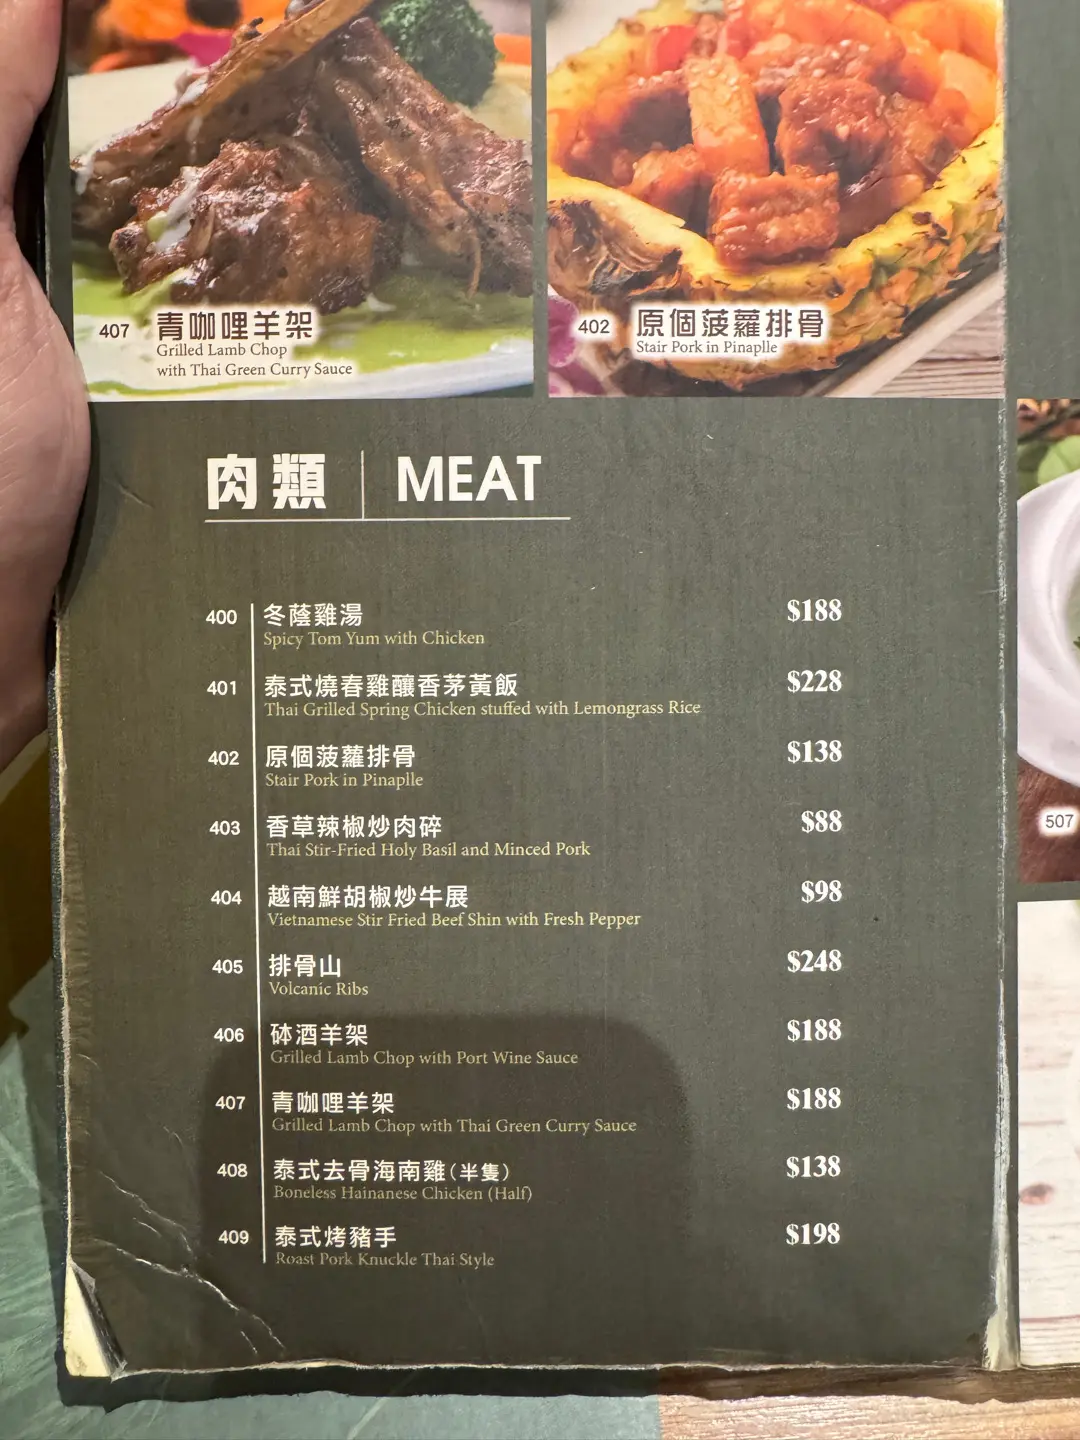 407 青咖哩羊架
Grilled Lamb Chop
with Thai Green Curry Sauce
402 原個菠蘿排骨
Stair Pork in Pinaplle
肉類 | MEAT
400 冬蔭雞湯 $188
Spicy Tom Yum with Chicken
401 泰式燒春雞釀香茅黃飯 $228
Thai Grilled Spring Chicken stuffed with Lemongrass Rice
402 原個菠蘿排骨 $138
Stair Pork in Pinaplle
403 香草辣椒炒肉碎 $88
Thai Stir-Fried Holy Basil and Minced Pork
404 越南鮮胡椒炒牛展 $98
Vietnamese Stir Fried Beef Shin with Fresh Pepper
405 排骨山 $248
Volcanic Ribs
406 砵酒羊架 $188
Grilled Lamb Chop with Port Wine Sauce
407 青咖哩羊架 $188
Grilled Lamb Chop with Thai Green Curry Sauce
408 泰式去骨海南雞(半隻) $138
Boneless Hainanese Chicken (Half)
409 泰式烤豬手 $198
Roast Pork Knuckle Thai Style
507